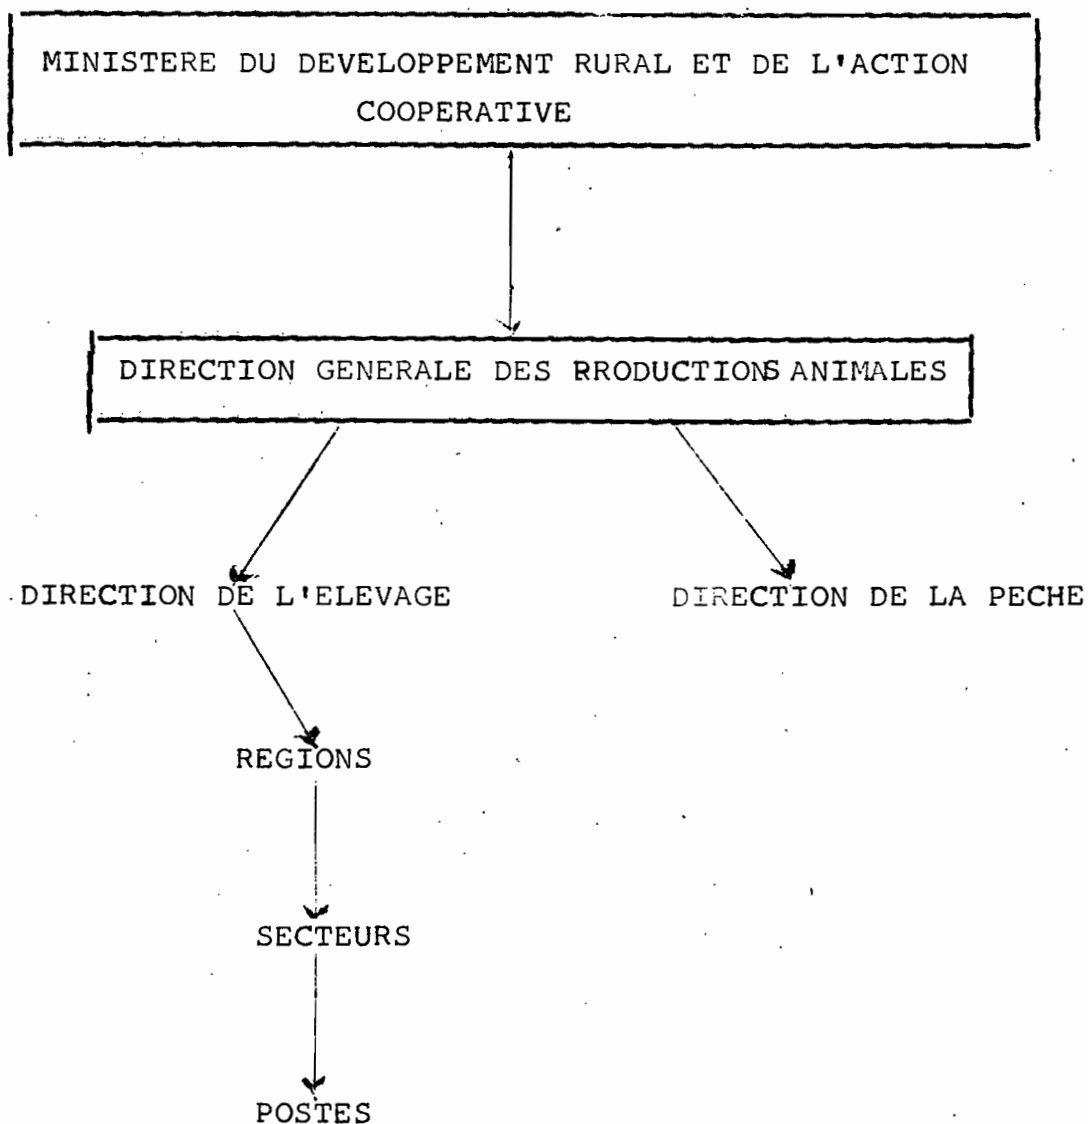 MINISTERE DU DEVELOPPEMENT RURAL ET DE L'ACTION
COOPERATIVE
DIRECTION GENERALE DES RRODUCTIONS ANIMALES
DIRECTION DE L'ELEVAGE
DIRECTION DE LA PECHE
REGIONS
SECTEURS
POSTES